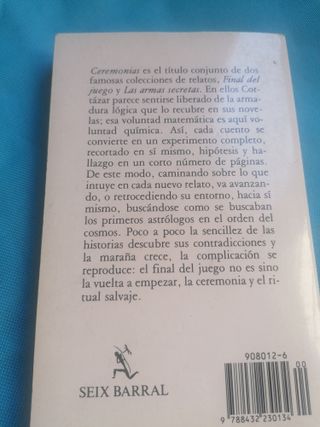 Ceremonias es el título conjunto de dos
famosas colecciones de relatos, Final del
juego y Las armas secretas. En ellos Cor-
tázar parece sentirse liberado de la arma-
dura lógica que lo recubre en sus nove-
las; esa voluntad matemática es aquí vo-
luntad química. Así, cada cuento se
convierte en un experimento completo,
recortado en sí mismo, hipótesis y ha-
llazgo en un corto número de páginas.
De este modo, caminando sobre lo que
intuye en cada nuevo relato, va avanzan-
do, o retrocediendo su entorno, hacia sí
mismo, buscándose como se buscaban
los primeros astrólogos en el orden del
cosmos. Poco a poco la sencillez de las
historias descubre sus contradicciones y
la maraña crece, la complicación se
reproduce: el final del juego no es sino
la vuelta a empezar, la ceremonia y el ri-
tual salvaje.
SEIX BARRAL
908012-6
00
9 788432 230134